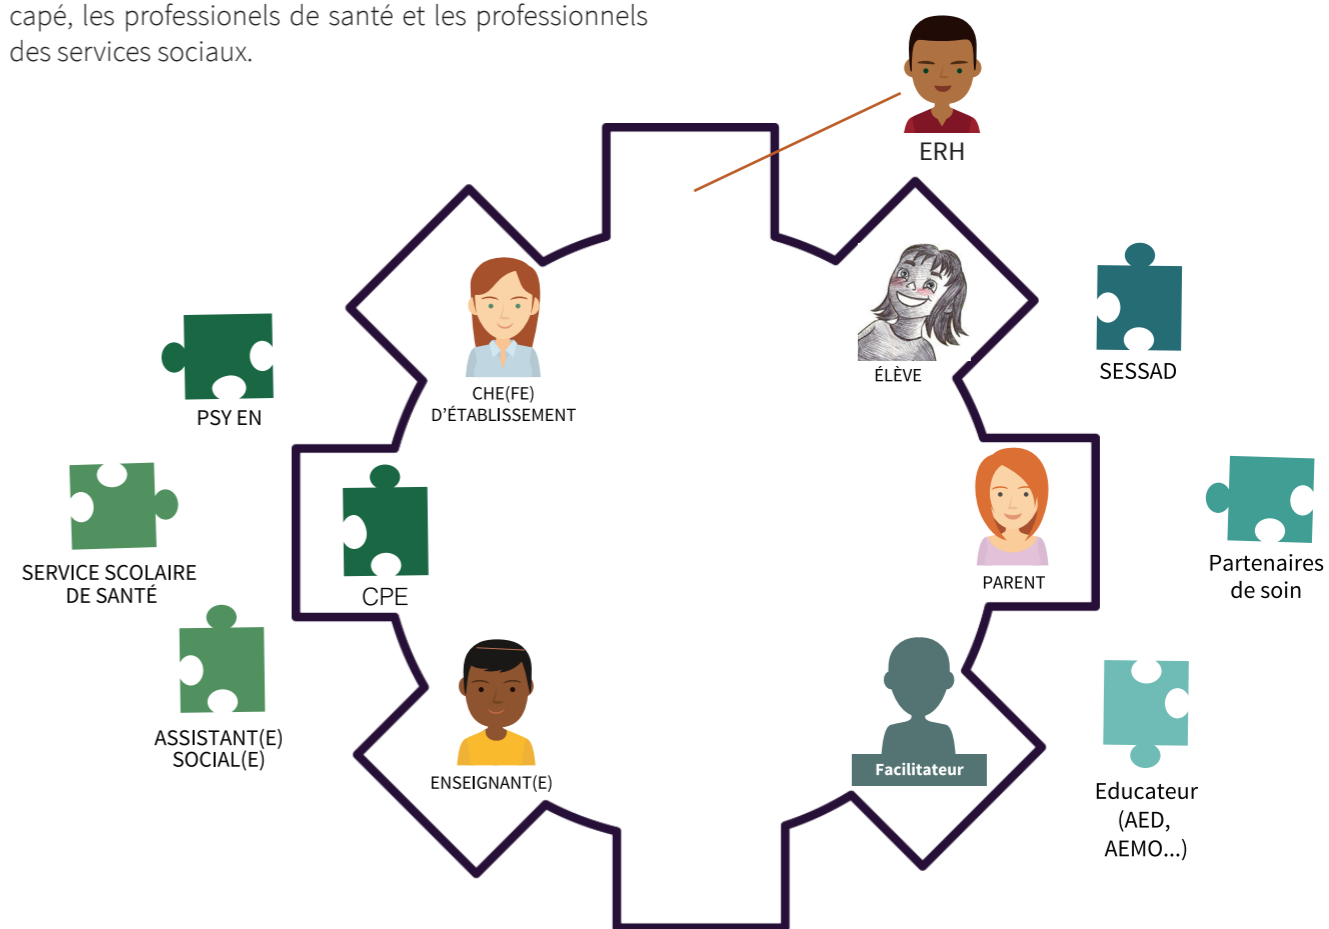 capé, les professionels de santé et les professionnels
des services sociaux.
ERH
CHE(FE)
D'ÉTABLISSEMENT
ÉLÈVE
SESSAD
PSY EN
SERVICE SCOLAIRE
DE SANTÉ
CPE
PARENT
Partenaires
de soin
ASSISTANT(E)
SOCIAL(E)
ENSEIGNANT(E)
Facilitateur
Educateur
(AED,
AEMO...)